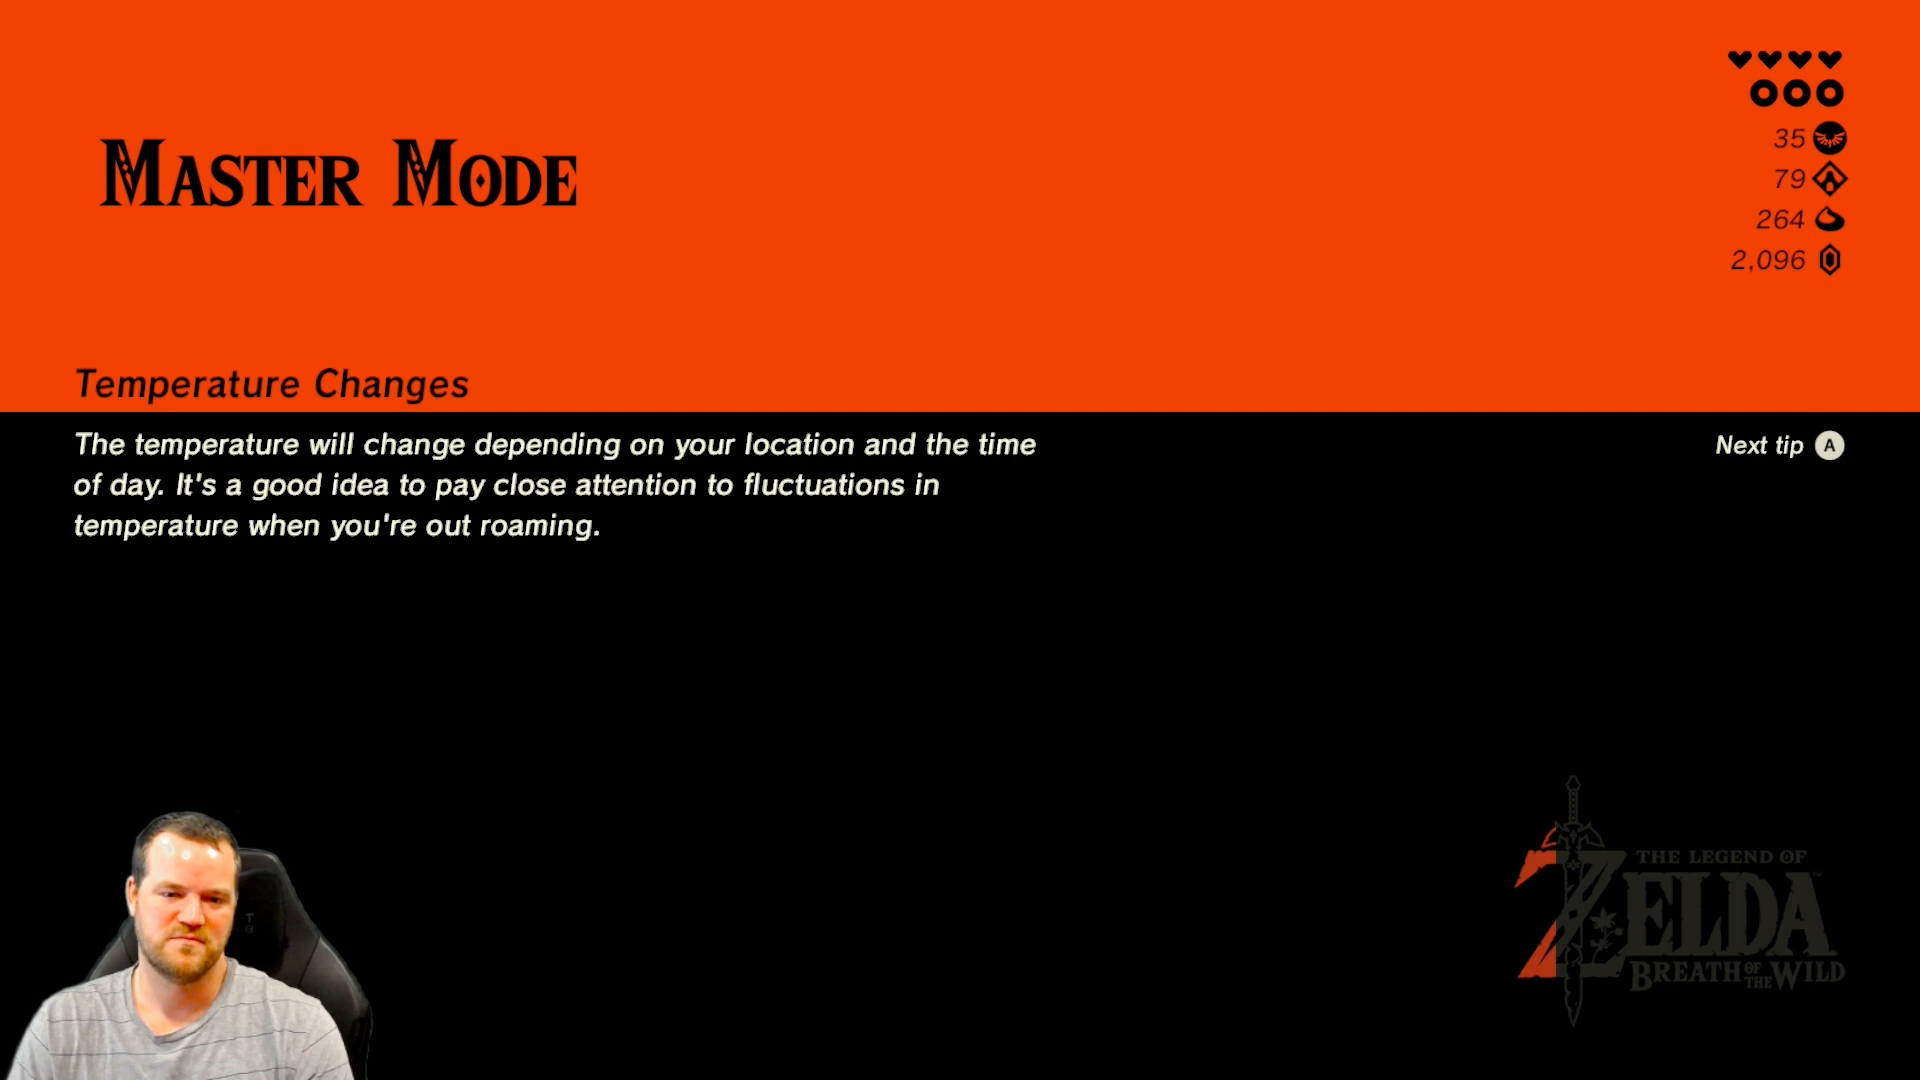 MASTER MODE
35
79
264
2,096
Temperature Changes
The temperature will change depending on your location and the time
of day. It's a good idea to pay close attention to fluctuations in
temperature when you're out roaming.
Next tip A
THE LEGEND OF
ZELDA
BREATH OF THE WILD